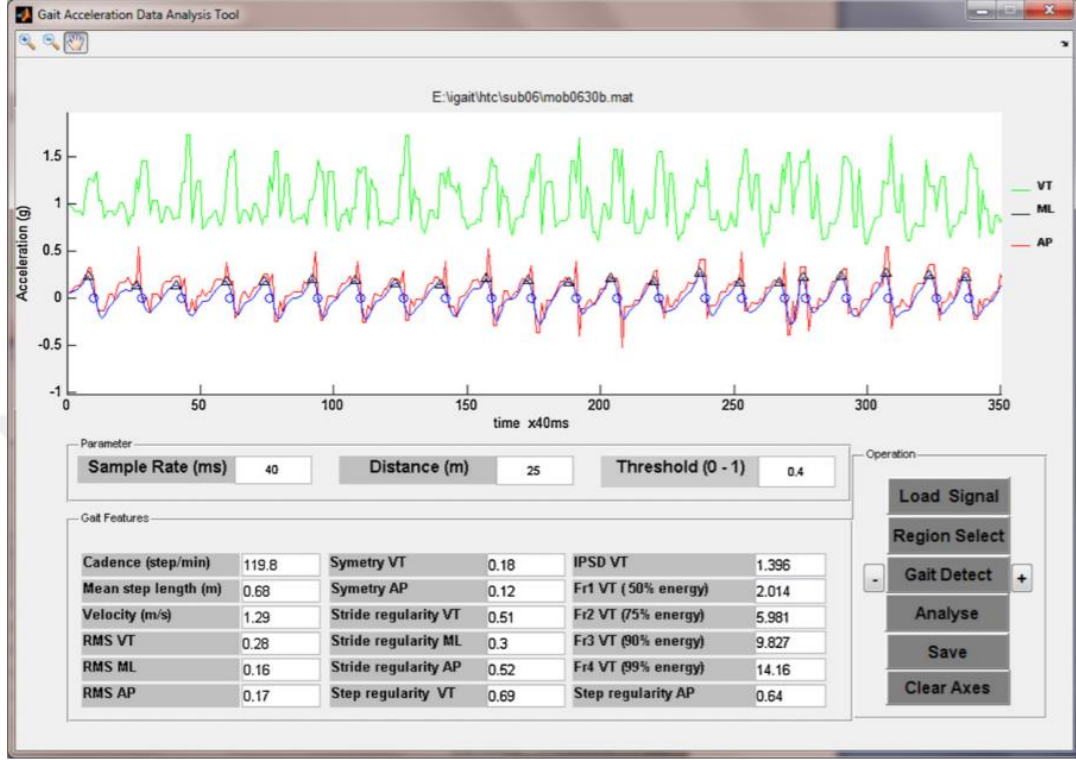 Gait Acceleration Data Analysis Tool
E:\igait\htc\sub06\mob0630b.mat
Acceleration (g)
1.5
1
0.5
0
-0.5
-1
0 50 100 150 200 250 300 350
time x40ms
VT
ML
AP
Parameter
Sample Rate (ms) 40 Distance (m) 25 Threshold (0 - 1) 0.4
Gait Features
Cadence (step/min) 119.8 Symetry VT 0.18 IPSD VT 1.396
Mean step length (m) 0.68 Symetry AP 0.12 Fr1 VT ( 50% energy) 2.014
Velocity (m/s) 1.29 Stride regularity VT 0.51 Fr2 VT (75% energy) 5.981
RMS VT 0.28 Stride regularity ML 0.3 Fr3 VT (90% energy) 9.827
RMS ML 0.16 Stride regularity AP 0.52 Fr4 VT (99% energy) 14.16
RMS AP 0.17 Step regularity VT 0.69 Step regularity AP 0.64
Operation
Load Signal
Region Select
- Gait Detect +
Analyse
Save
Clear Axes